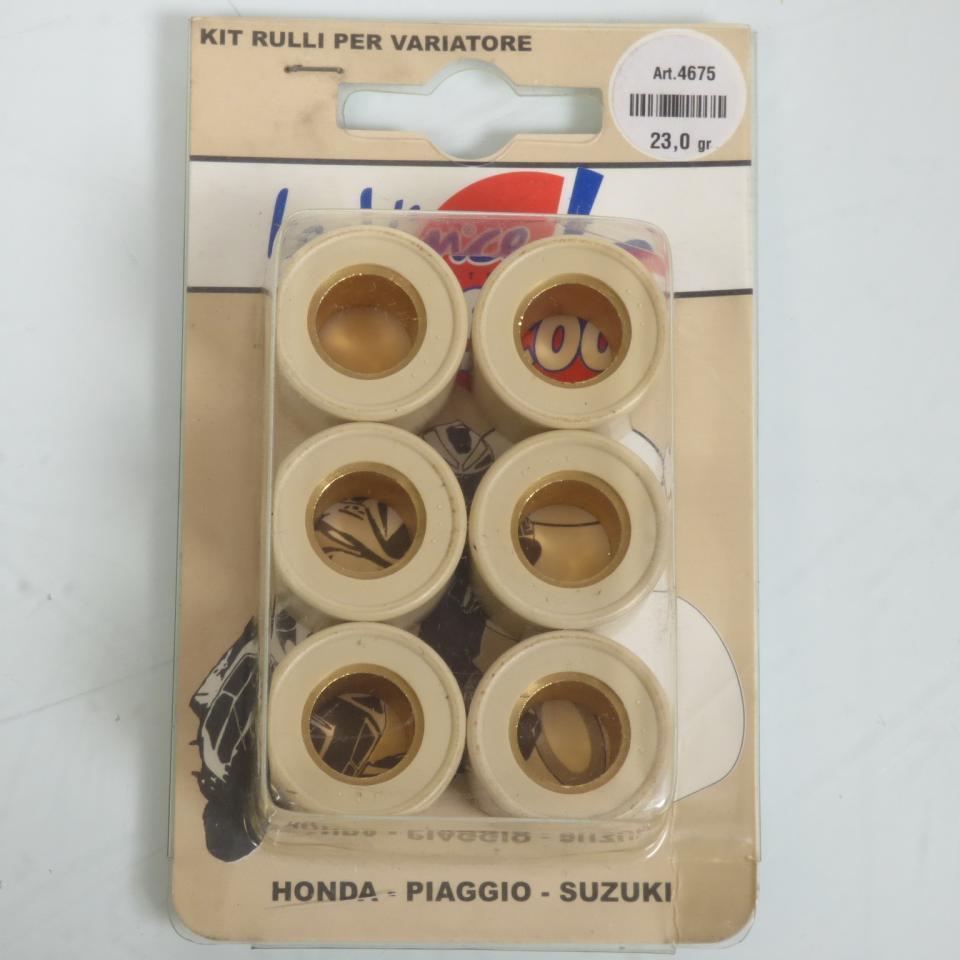 KIT RULLI PER VARIATORE
Art.4675
23,0 gr.
HONDA - PIAGGIO - SUZUKI